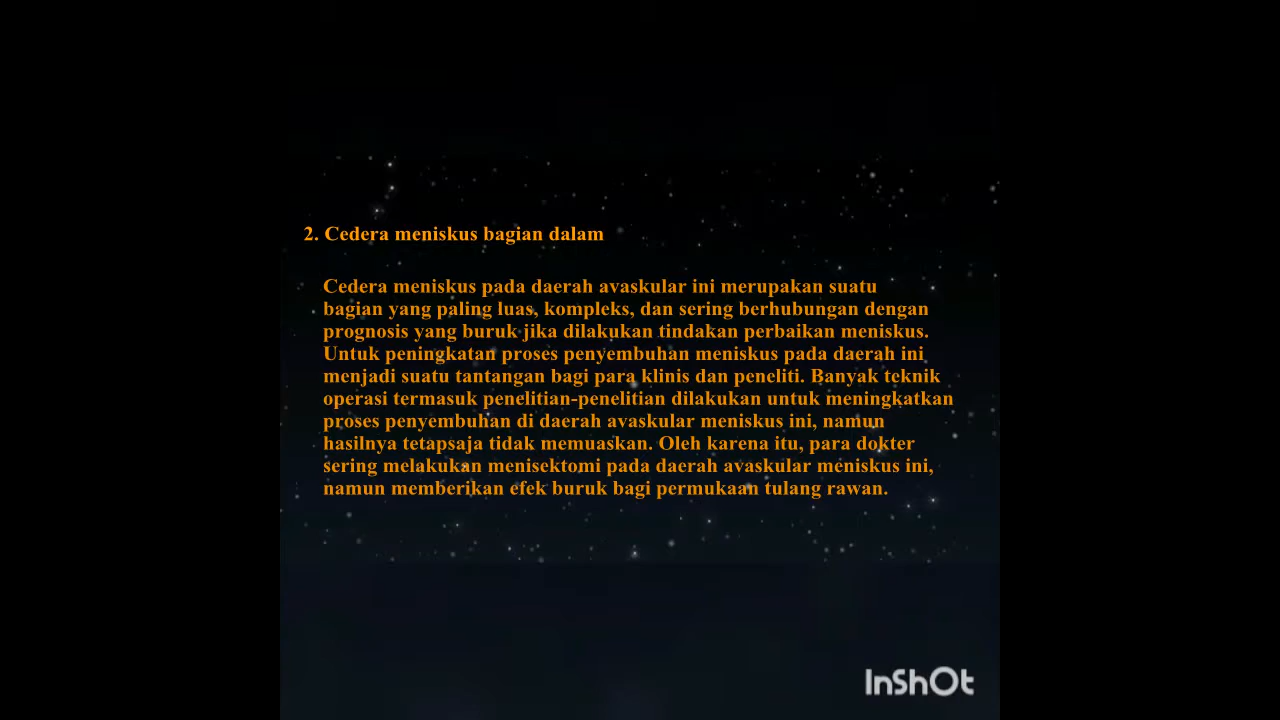 2. Cedera meniskus bagian dalam
Cedera meniskus pada daerah avaskular ini merupakan suatu
bagian yang paling luas, kompleks, dan sering berhubungan dengan
prognosis yang buruk jika dilakukan tindakan perbaikan meniskus.
Untuk peningkatan proses penyembuhan meniskus pada daerah ini
menjadi suatu tantangan bagi para klinis dan peneliti. Banyak teknik
operasi termasuk penelitian-penelitian dilakukan untuk meningkatkan
proses penyembuhan di daerah avaskular meniskus ini, namun
hasilnya tetapsaja tidak memuaskan. Oleh karena itu, para dokter
sering melakukan menisektomi pada daerah avaskular meniskus ini,
namun memberikan efek buruk bagi permukaan tulang rawan.
InShOt